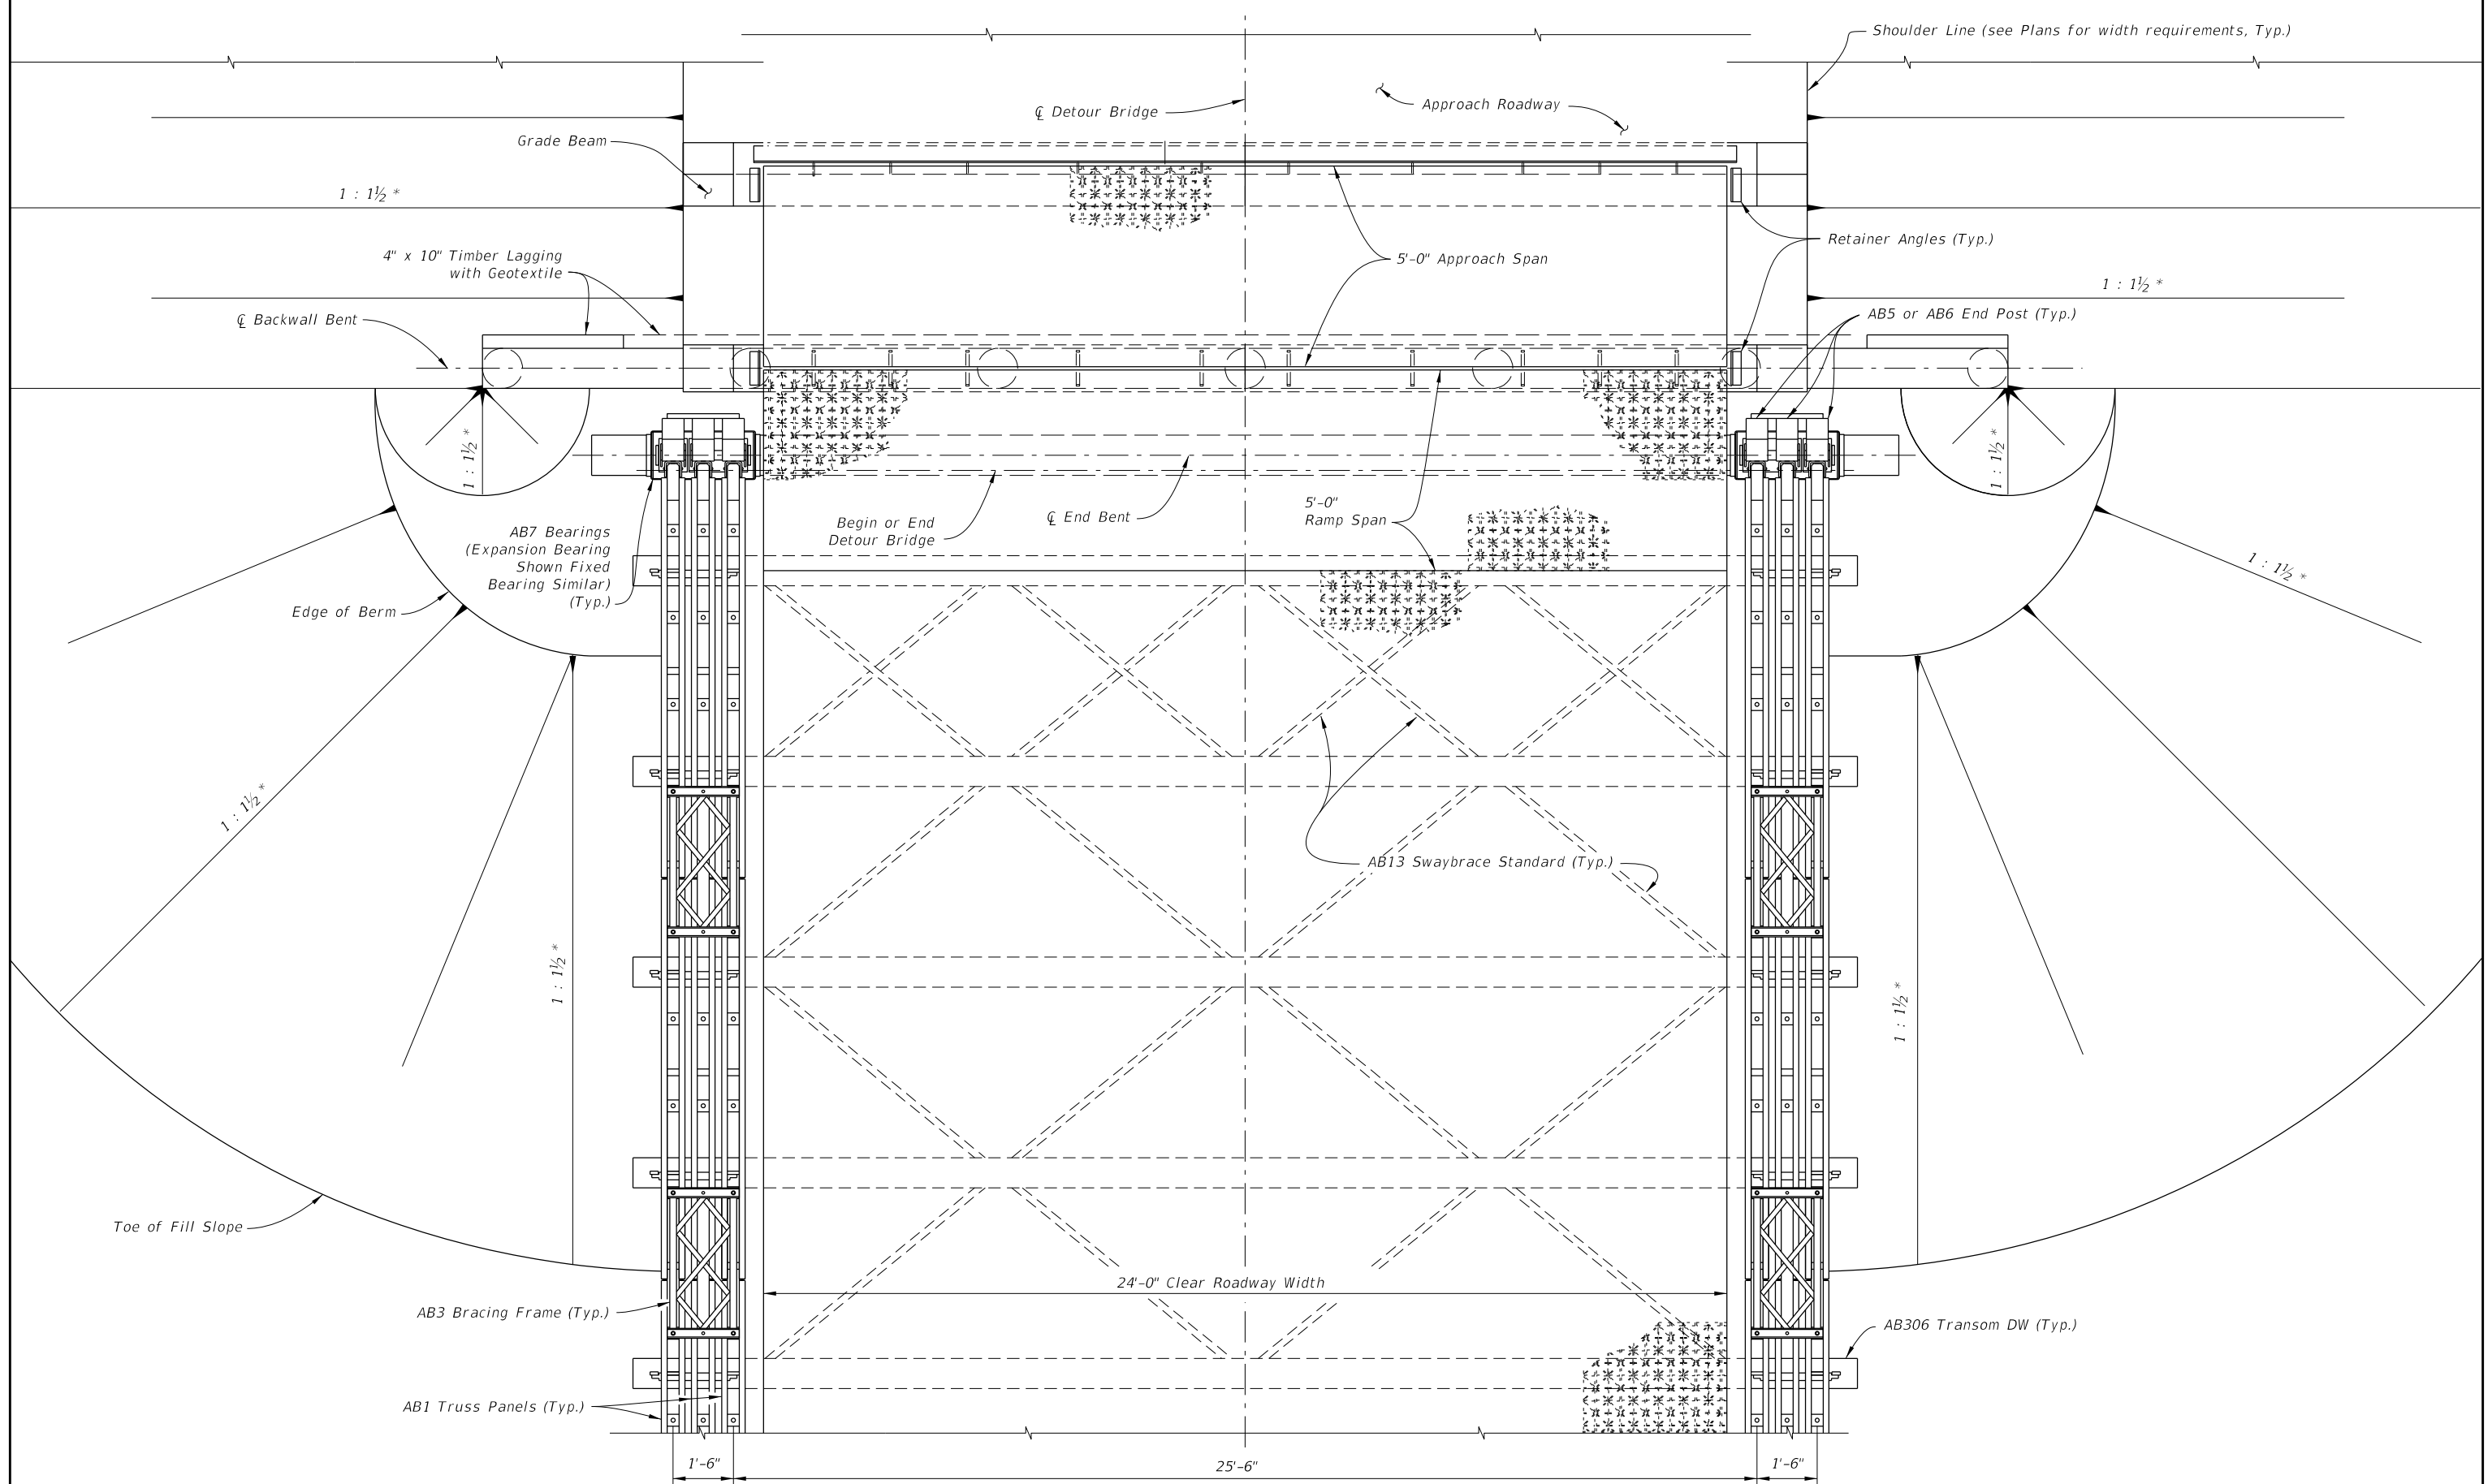 Shoulder Line (see Plans for width requirements, Typ.)
℄ Detour Bridge
Approach Roadway
Grade Beam
1 : 1½ *
Retainer Angles (Typ.)
4" x 10" Timber Lagging
with Geotextile
5'-0" Approach Span
1 : 1½ *
℄ Backwall Bent
AB5 or AB6 End Post (Typ.)
1 : 1½ *
1 : 1½ *
AB7 Bearings
(Expansion Bearing
Shown Fixed
Bearing Similar)
(Typ.)
Begin or End
Detour Bridge
℄ End Bent
5'-0"
Ramp Span
1 : 1½ *
Edge of Berm
1 : 1½ *
AB13 Swaybrace Standard (Typ.)
1 : 1½ *
1 : 1½ *
Toe of Fill Slope
24'-0" Clear Roadway Width
AB3 Bracing Frame (Typ.)
AB306 Transom DW (Typ.)
AB1 Truss Panels (Typ.)
1'-6"
25'-6"
1'-6"